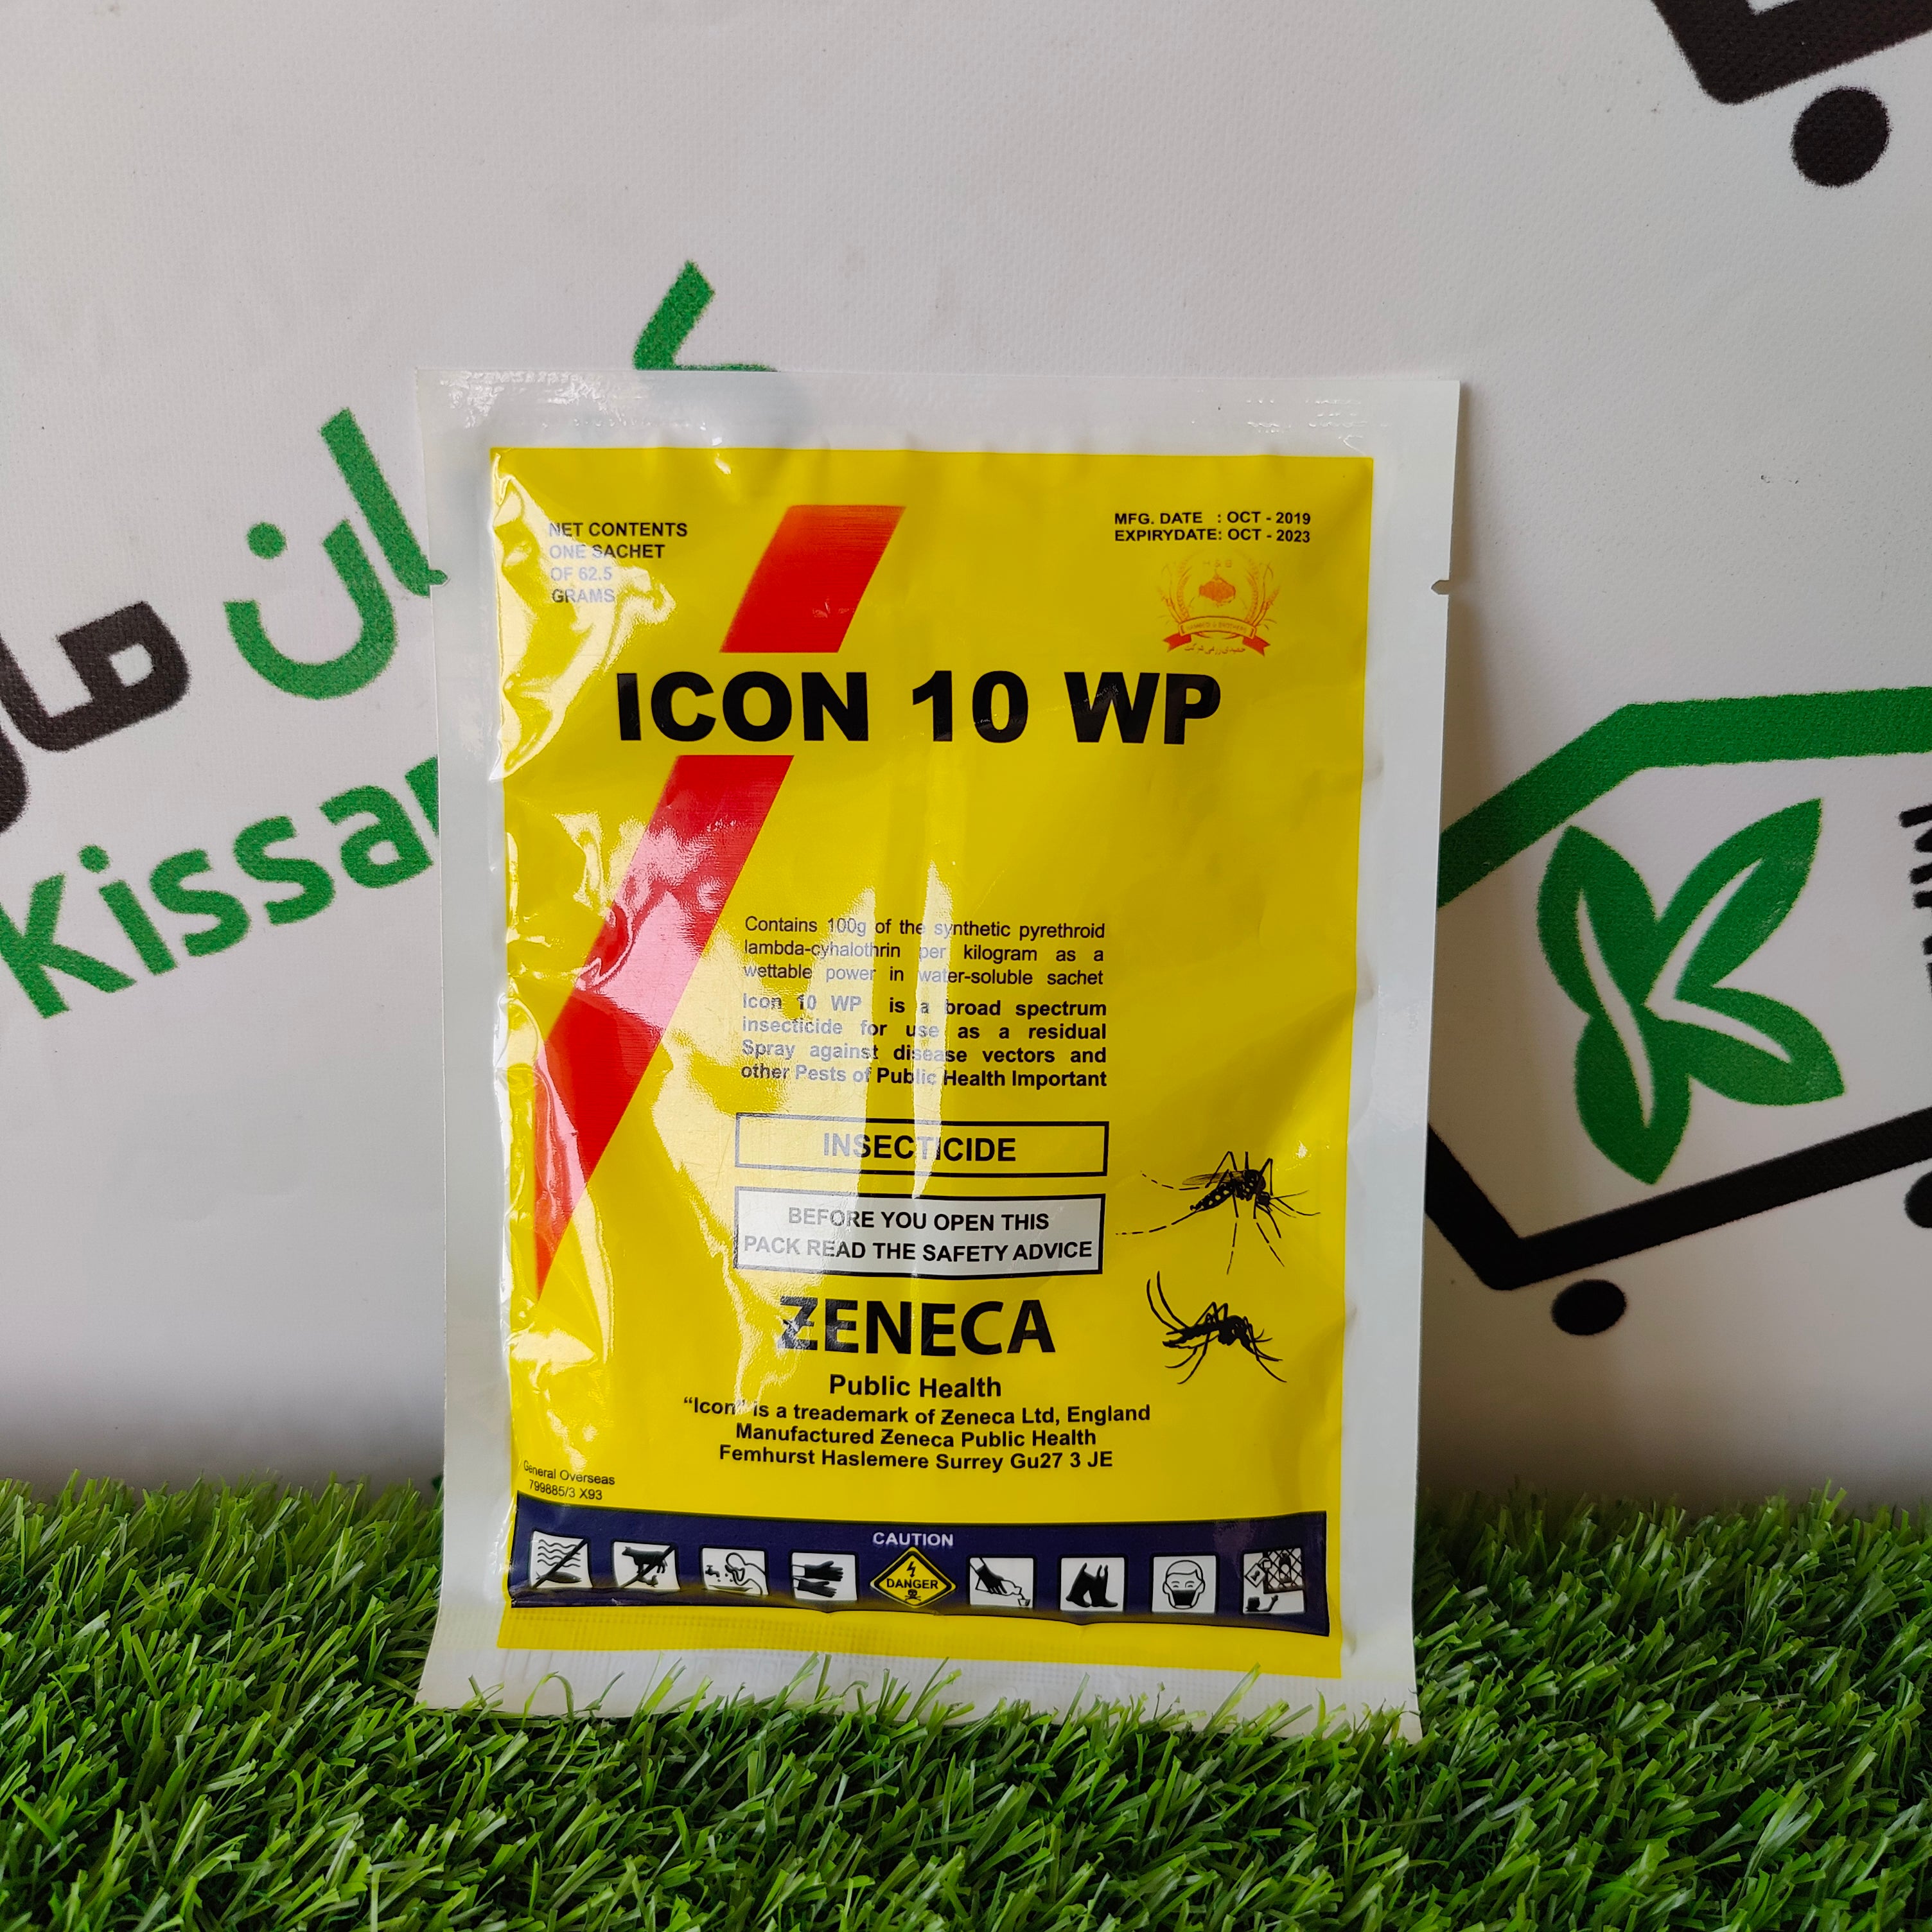 کسان ما
Kissan
NET CONTENTS
ONE SACHET
OF 62.5
GRAMS
MFG. DATE : OCT - 2019
EXPIRYDATE: OCT - 2023
ICON 10 WP
Contains 100g of the synthetic pyrethroid
lambda-cyhalothrin per kilogram as a
wettable power in water-soluble sachet
Icon 10 WP is a broad spectrum
insecticide for use as a residual
Spray against disease vectors and
other Pests of Public Health Important
INSECTICIDE
BEFORE YOU OPEN THIS
PACK READ THE SAFETY ADVICE
ZENECA
Public Health
“Icon” is a treademark of Zeneca Ltd, England
Manufactured Zeneca Public Health
Femhurst Haslemere Surrey Gu27 3 JE
General Overseas
799885/3 X93
CAUTION
DANGER